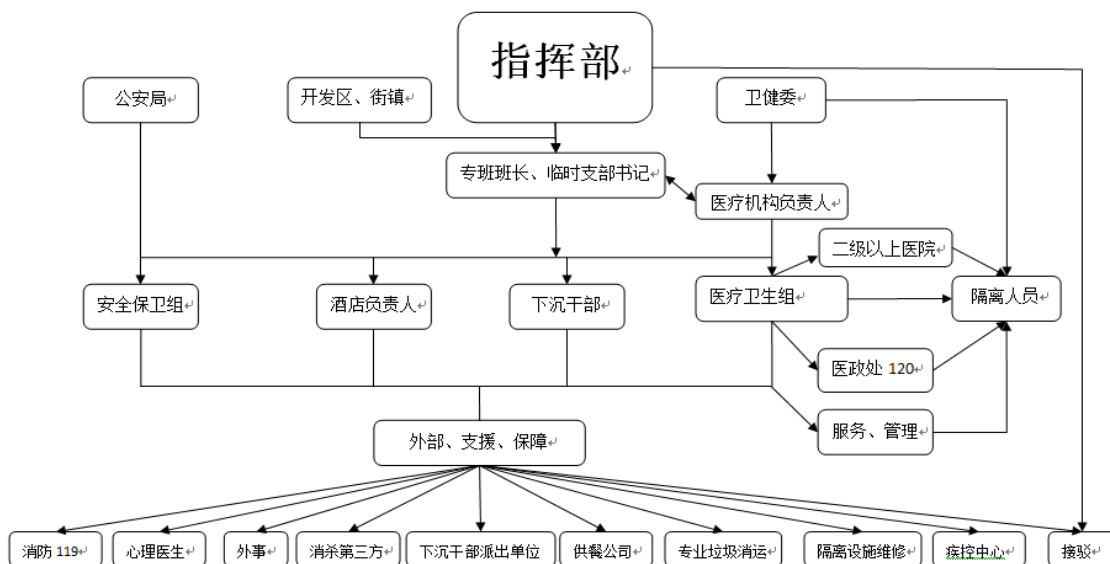 指挥部
公安局
开发区、街镇
卫健委
专班班长、临时支部书记
医疗机构负责人
二级以上医院
安全保卫组
酒店负责人
下沉干部
医疗卫生组
隔离人员
医政处 120
服务、管理
外部、支援、保障
消防 119
心理医生
外事
消杀第三方
下沉干部派出单位
供餐公司
专业垃圾消运
隔离设施维修
疾控中心
接驳